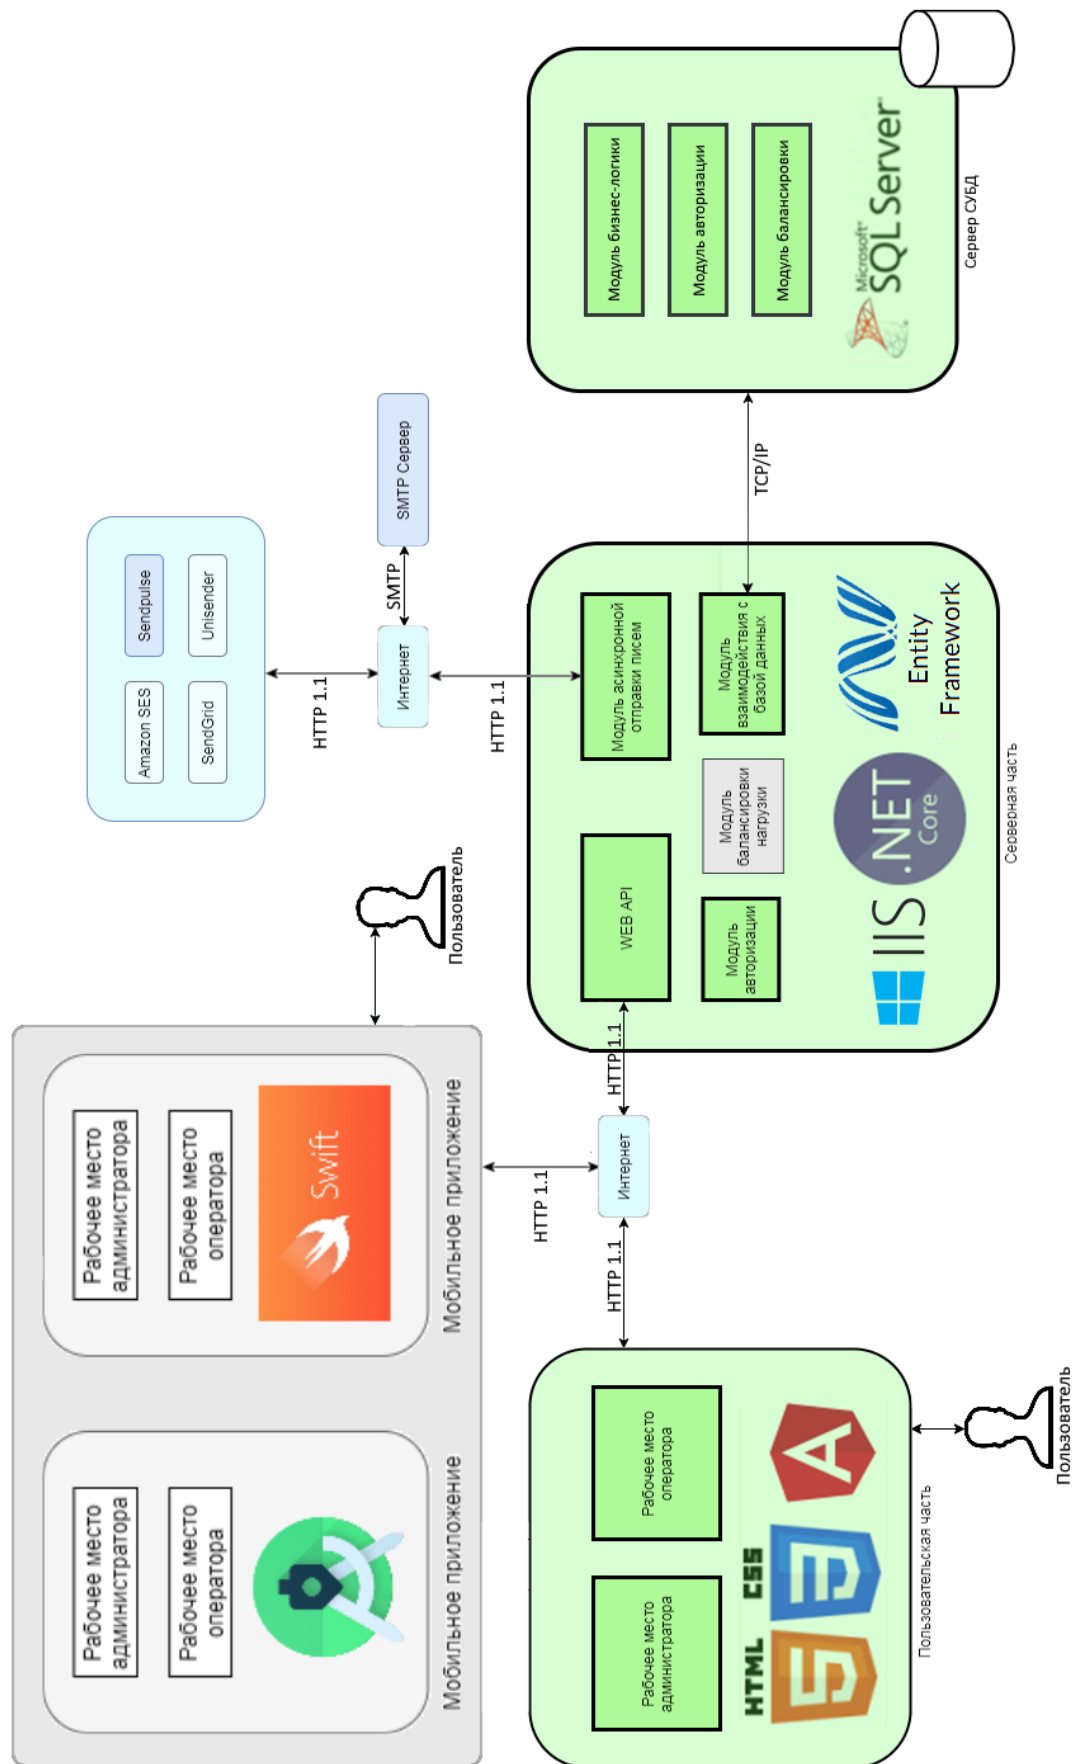 Рабочее место
администратора
Рабочее место
оператора
Мобильное приложение
Рабочее место
администратора
Рабочее место
оператора
Swift
Мобильное приложение
Пользователь
Amazon SES
Sendpulse
SendGrid
Unisender
HTTP 1.1
Интернет
SMTP
SMTP Сервер
HTTP 1.1
HTTP 1.1
Рабочее место
администратора
Рабочее место
оператора
HTML
CSS
5
3
A
Пользовательская часть
Пользователь
HTTP 1.1
Интернет
HTTP 1.1
WEB API
Модуль асинхронной
отправки писем
Модуль
авторизации
Модуль
балансировки
нагрузки
Модуль
взаимодействия с
базой данных
IIS
.NET
Core
Entity
Framework
Серверная часть
TCP/IP
Модуль бизнес-логики
Модуль авторизации
Модуль балансировки
Microsoft®
SQL Server®
Сервер СУБД